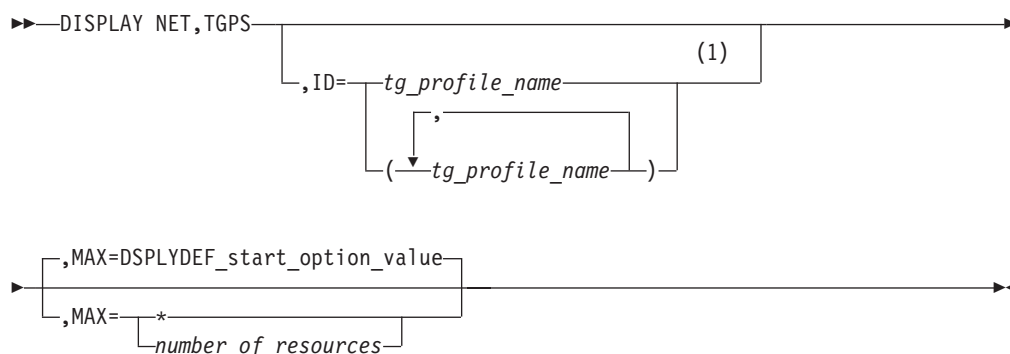 DISPLAY NET,TGPS
(1)
,ID= tg_profile_name
,
( tg_profile_name )
,MAX=DSPLYDEF_start_option_value
,MAX= *
number of resources